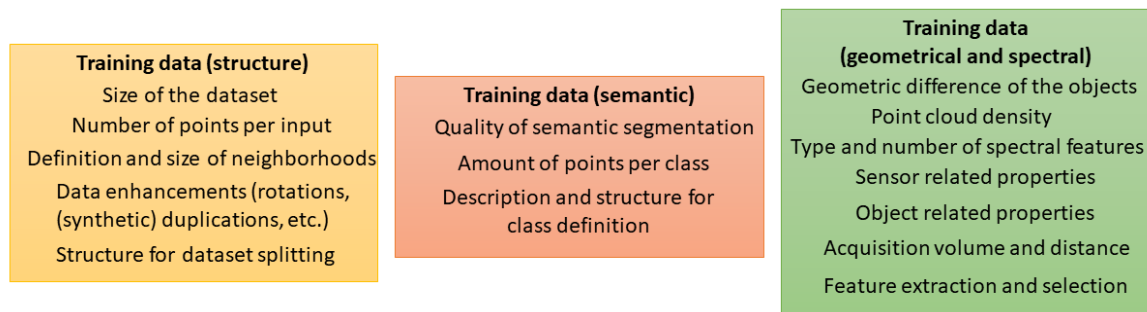 Training data (structure)
Size of the dataset
Number of points per input
Definition and size of neighborhoods
Data enhancements (rotations,
(synthetic) duplications, etc.)
Structure for dataset splitting
Training data (semantic)
Quality of semantic segmentation
Amount of points per class
Description and structure for
class definition
Training data
(geometrical and spectral)
Geometric difference of the objects
Point cloud density
Type and number of spectral features
Sensor related properties
Object related properties
Acquisition volume and distance
Feature extraction and selection